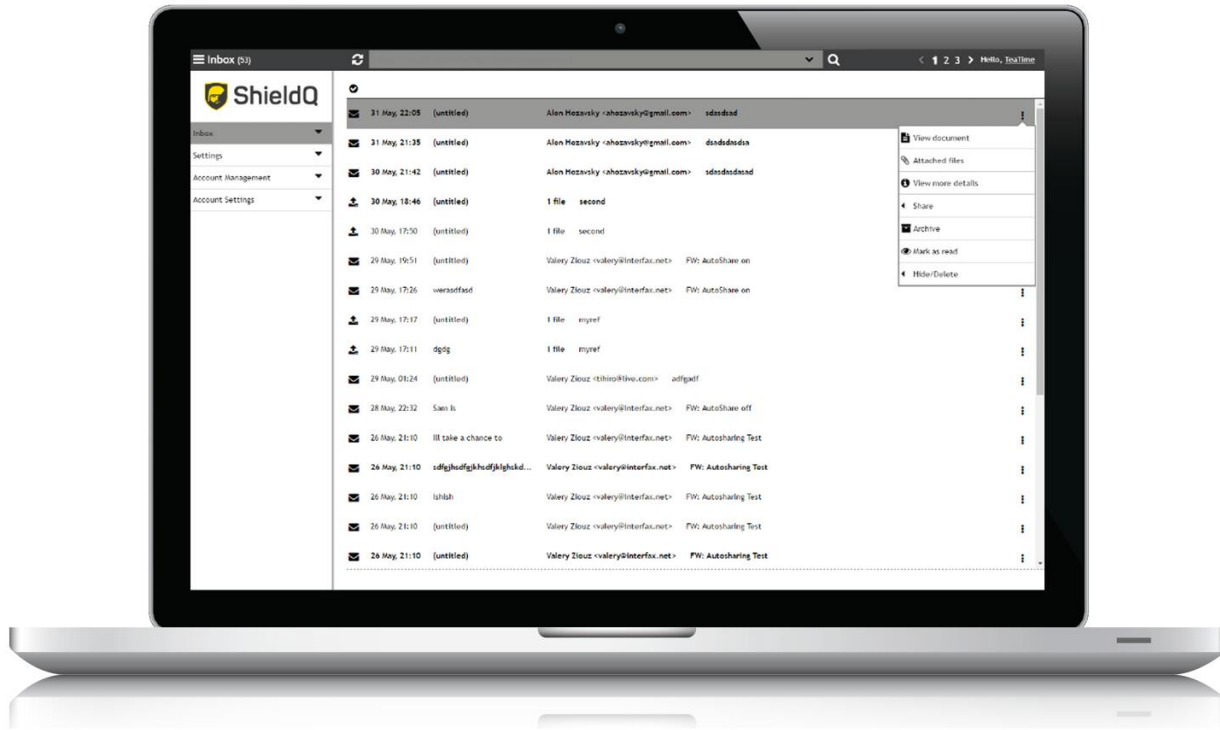 Inbox (53) 1 2 3 Hello, TeaTime
ShieldQ
Inbox
Settings
Account Management
Account Settings
31 May, 22:05 (untitled) Alon Hozavsky <ahozavsky@gmail.com> sdasdsad
31 May, 21:35 (untitled) Alon Hozavsky <ahozavsky@gmail.com> dsadsdasdsa
30 May, 21:42 (untitled) Alon Hozavsky <ahozavsky@gmail.com> sdasdasdasad
30 May, 18:46 (untitled) 1 file second
30 May, 17:50 (untitled) 1 file second
29 May, 19:51 (untitled) Valery Ziouz <valery@interfax.net> FW: AutoShare on
29 May, 17:26 werasdfasd Valery Ziouz <valery@interfax.net> FW: AutoShare on
29 May, 17:17 (untitled) 1 file myref
29 May, 17:11 dgdg 1 file myref
29 May, 01:24 (untitled) Valery Ziouz <tihiro@live.com> adfgadf
28 May, 22:32 Sam is Valery Ziouz <valery@interfax.net> FW: AutoShare off
26 May, 21:10 Ill take a chance to Valery Ziouz <valery@interfax.net> FW: Autosharing Test
26 May, 21:10 Valery Ziouz <valery@interfax.net> FW: Autosharing Test
26 May, 21:10 Ishish Valery Ziouz <valery@interfax.net> FW: Autosharing Test
26 May, 21:10 (untitled) Valery Ziouz <valery@interfax.net> FW: Autosharing Test
26 May, 21:10 (untitled) Valery Ziouz <valery@interfax.net> FW: Autosharing Test
View document
Attached files
View more details
Share
Archive
Mark as read
Hide/Delete